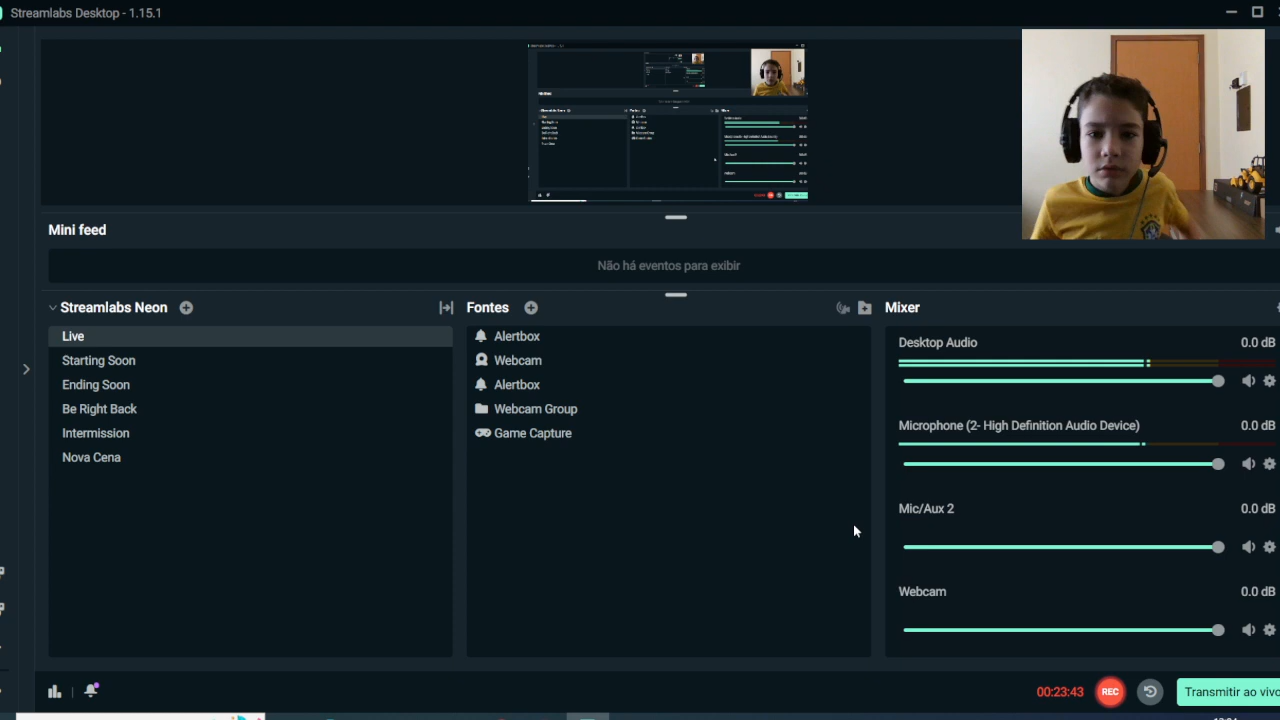 Streamlabs Desktop - 1.15.1
Mini feed
Não há eventos para exibir
Streamlabs Neon
Live
Starting Soon
Ending Soon
Be Right Back
Intermission
Nova Cena
Fontes
Alertbox
Webcam
Alertbox
Webcam Group
Game Capture
Mixer
Desktop Audio 0.0 dB
Microphone (2- High Definition Audio Device) 0.0 dB
Mic/Aux 2 0.0 dB
Webcam 0.0 dB
00:23:43 REC Transmitir ao vivo